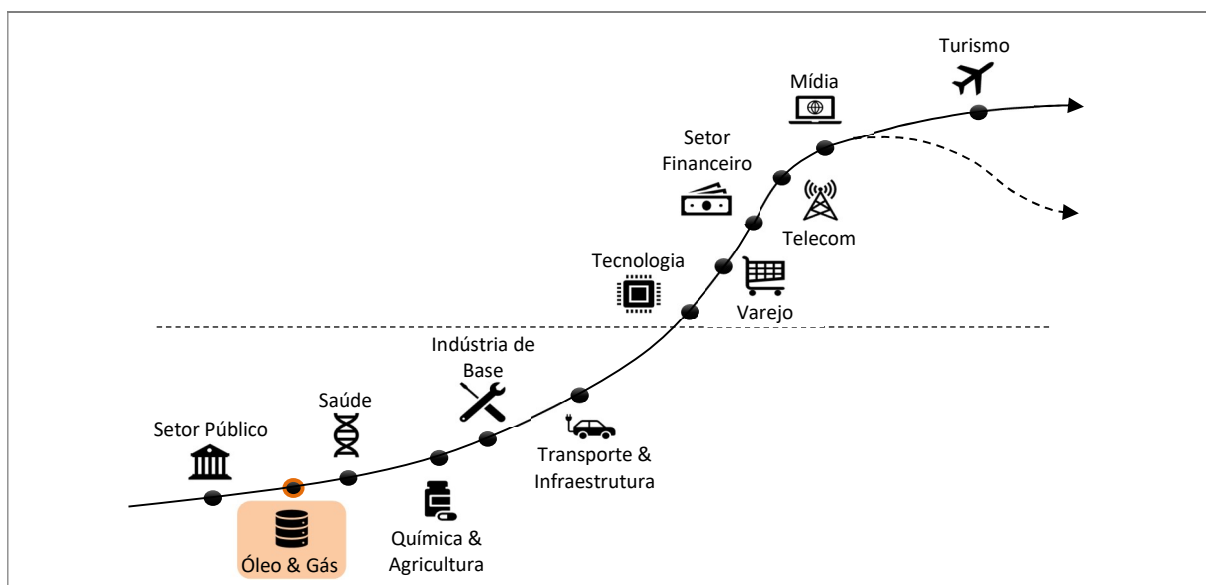 Turismo
Mídia
Setor
Financeiro
Telecom
Tecnologia
Varejo
Indústria de
Base
Saúde
Setor Público
Transporte &
Infraestrutura
Química &
Agricultura
Óleo & Gás